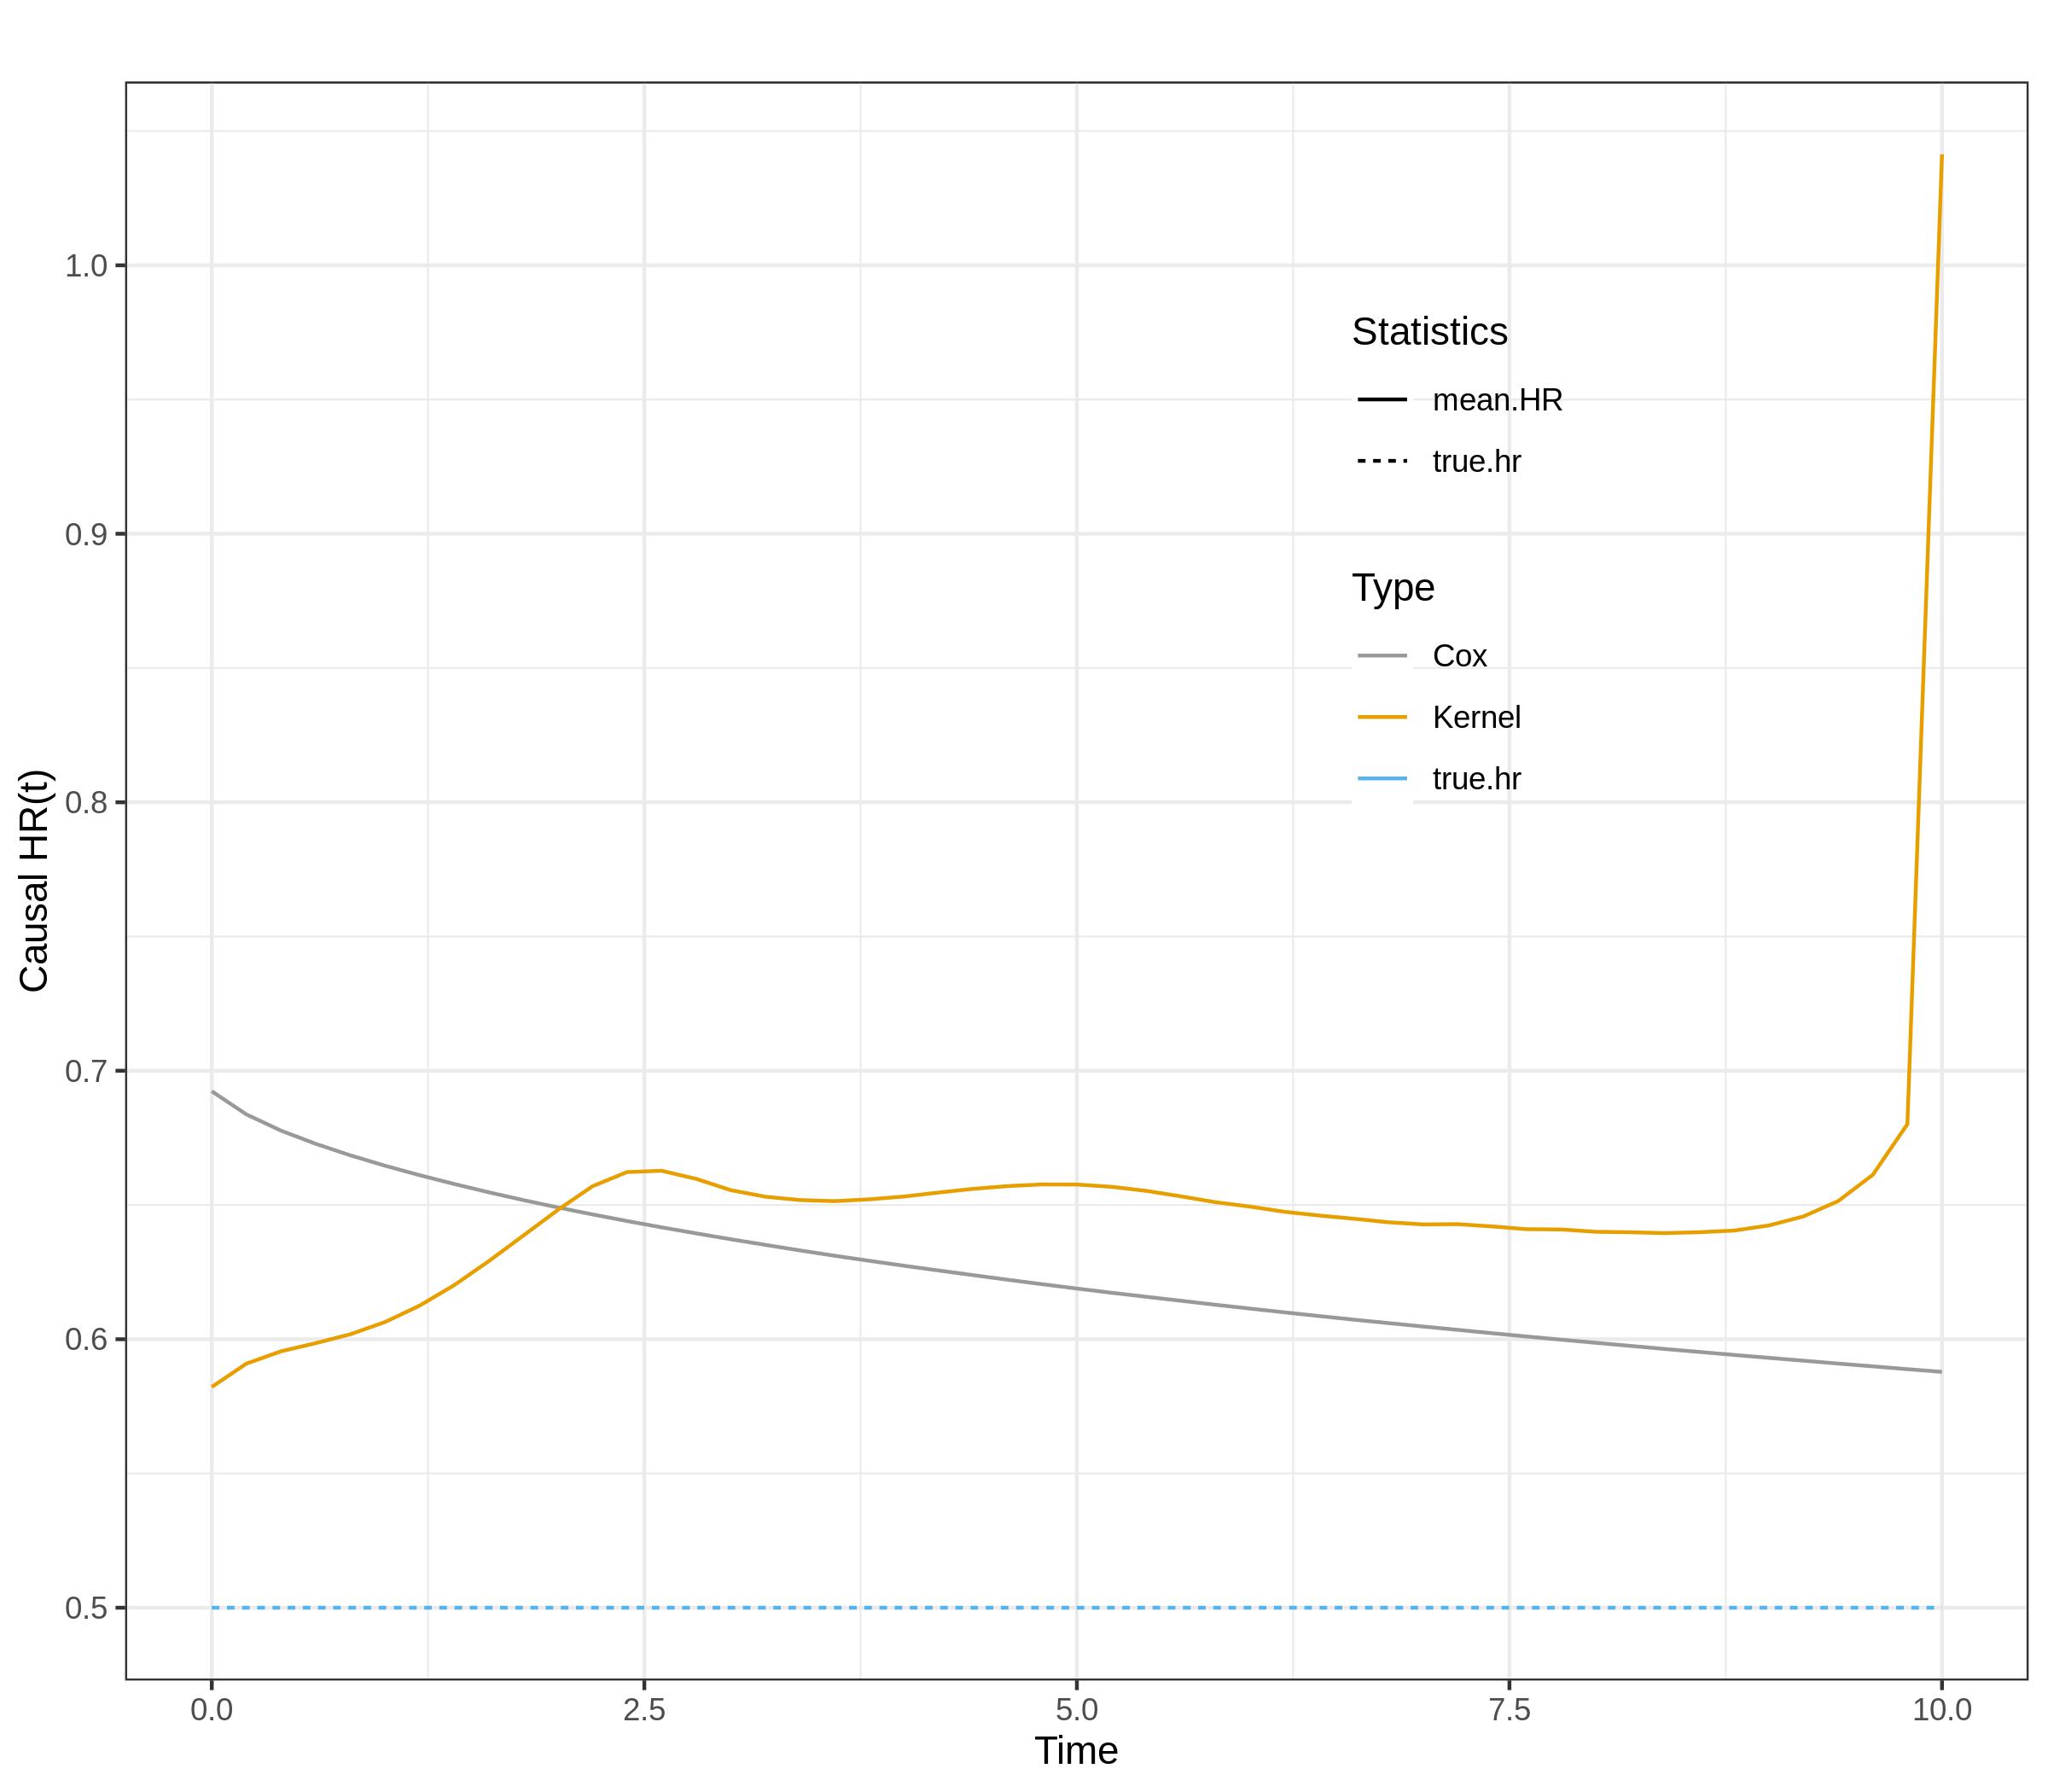 Causal HR(t)
1.0
0.9
0.8
0.7
0.6
0.5
Statistics
mean.HR
true.hr
Type
Cox
Kernel
true.hr
0.0 2.5 5.0 7.5 10.0
Time